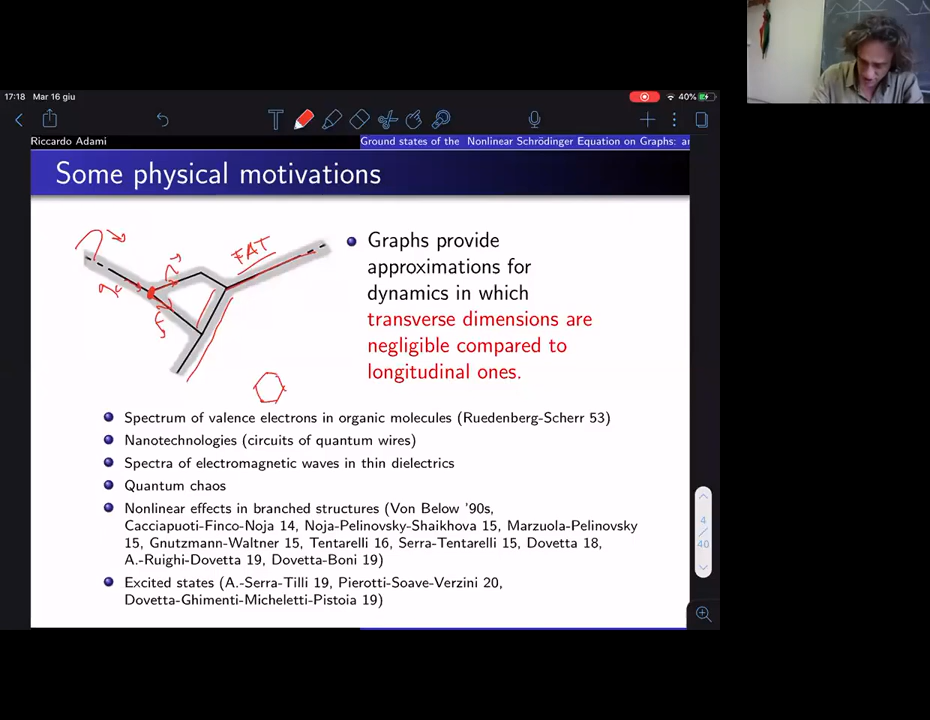 17:18 Mar 16 giu
40%
Riccardo Adami
Ground states of the Nonlinear Schrödinger Equation on Graphs: ar
Some physical motivations
FAT
Graphs provide
approximations for
dynamics in which
transverse dimensions are
negligible compared to
longitudinal ones.
Spectrum of valence electrons in organic molecules (Ruedenberg-Scherr 53)
Nanotechnologies (circuits of quantum wires)
Spectra of electromagnetic waves in thin dielectrics
Quantum chaos
Nonlinear effects in branched structures (Von Below '90s,
Cacciapuoti-Finco-Noja 14, Noja-Pelinovsky-Shaikhova 15, Marzuola-Pelinovsky
15, Gnutzmann-Waltner 15, Tentarelli 16, Serra-Tentarelli 15, Dovetta 18,
A.-Ruighi-Dovetta 19, Dovetta-Boni 19)
Excited states (A.-Serra-Tilli 19, Pierotti-Soave-Verzini 20,
Dovetta-Ghimenti-Micheletti-Pistoia 19)
4
40